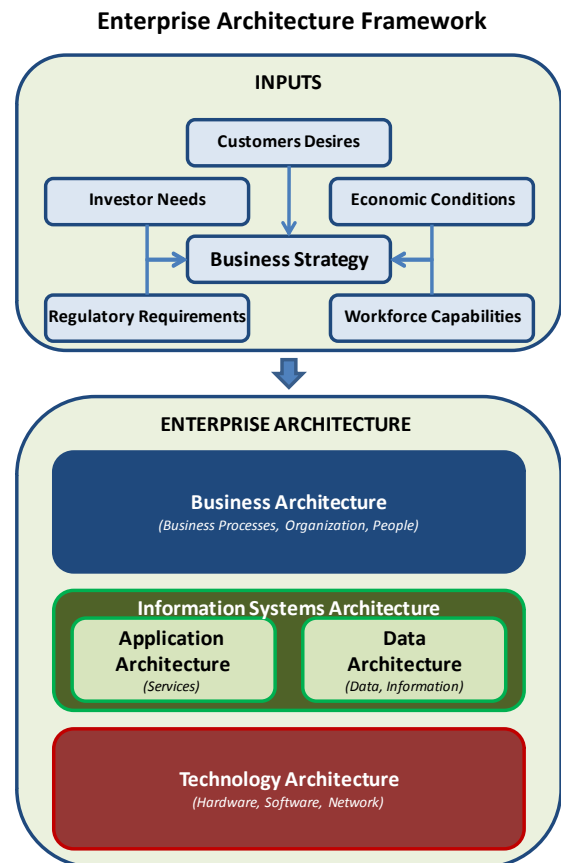 Enterprise Architecture Framework
INPUTS
Customers Desires
Investor Needs
Economic Conditions
Business Strategy
Regulatory Requirements
Workforce Capabilities
ENTERPRISE ARCHITECTURE
Business Architecture
(Business Processes, Organization, People)
Information Systems Architecture
Application
Architecture
(Services)
Data
Architecture
(Data, Information)
Technology Architecture
(Hardware, Software, Network)